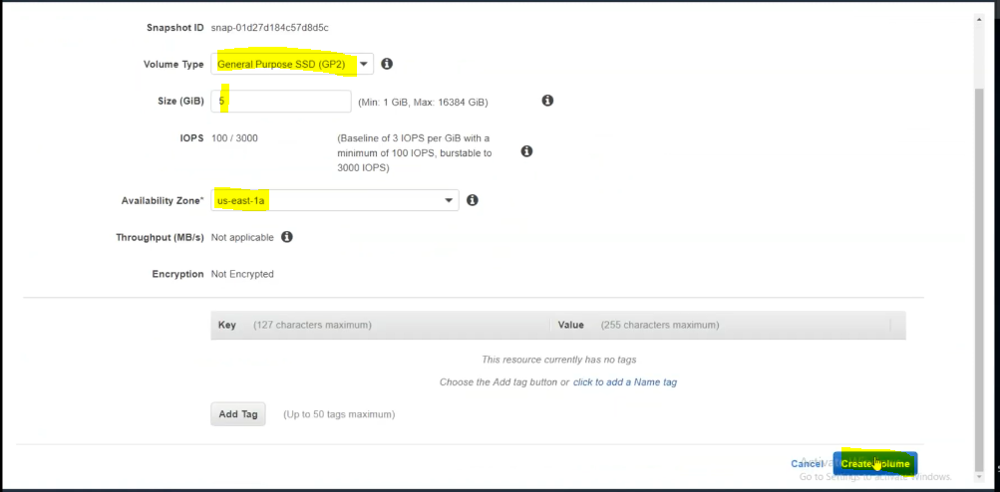 Snapshot ID snap-01d27d184c57d8d5c
Volume Type General Purpose SSD (GP2)
Size (GiB) 5 (Min: 1 GiB, Max: 16384 GiB)
IOPS 100 / 3000 (Baseline of 3 IOPS per GiB with a
minimum of 100 IOPS, burstable to
3000 IOPS)
Availability Zone* us-east-1a
Throughput (MB/s) Not applicable
Encryption Not Encrypted
Key (127 characters maximum) Value (255 characters maximum)
This resource currently has no tags
Choose the Add tag button or click to add a Name tag
Add Tag (Up to 50 tags maximum)
Cancel Create Volume
Go to Settings to activate Windows.